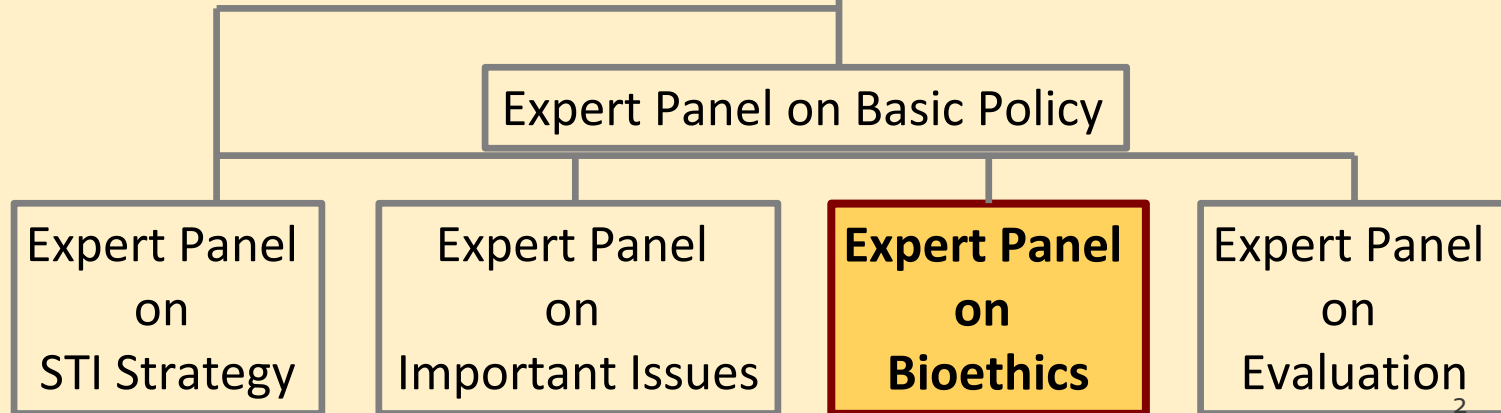 Expert Panel on Basic Policy
Expert Panel
on
STI Strategy
Expert Panel
on
Important Issues
Expert Panel
on
Bioethics
Expert Panel
on
Evaluation
2